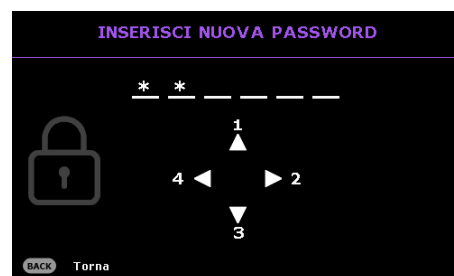 INSERISCI NUOVA PASSWORD
* * _ _ _ _
1
4 2
3
BACK Torna